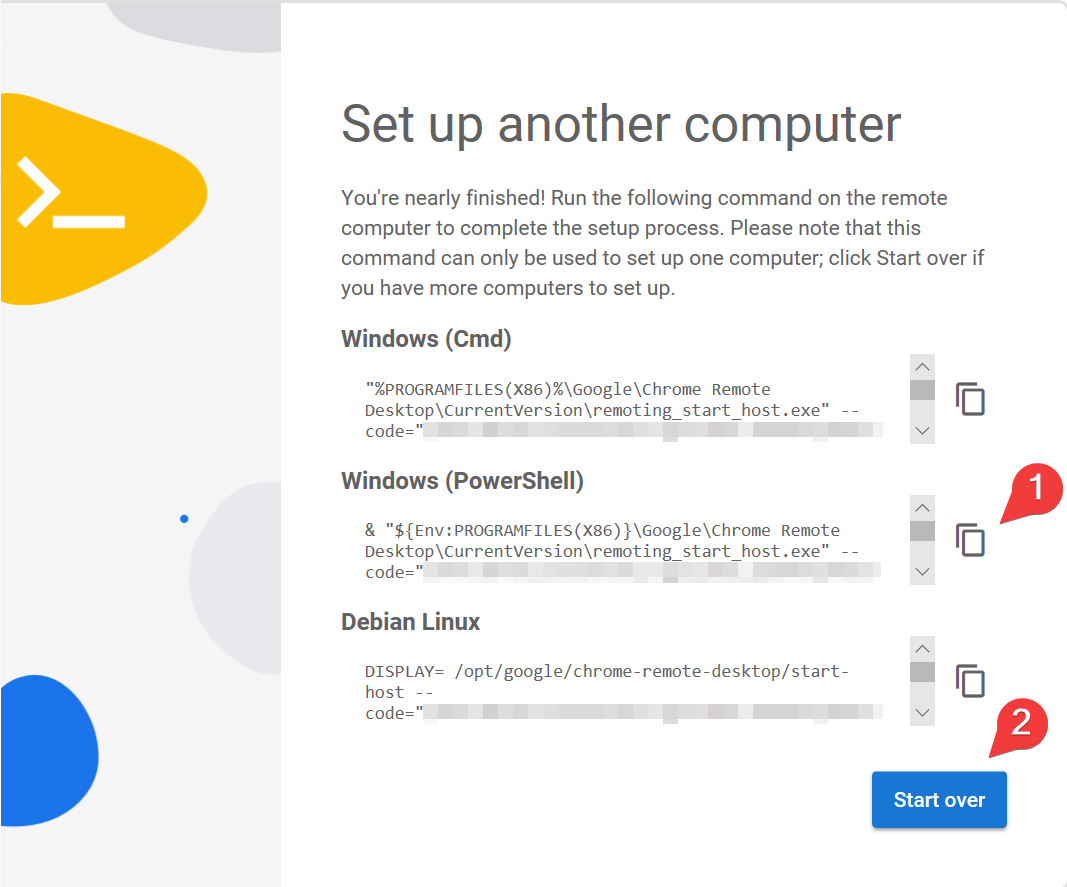 Set up another computer
You're nearly finished! Run the following command on the remote
computer to complete the setup process. Please note that this
command can only be used to set up one computer; click Start over if
you have more computers to set up.
Windows (Cmd)
"%PROGRAMFILES(X86)%\Google\Chrome Remote
Desktop\CurrentVersion\remoting_start_host.exe" --
code="
Windows (PowerShell)
1
& "${Env:PROGRAMFILES(X86)}\Google\Chrome Remote
Desktop\CurrentVersion\remoting_start_host.exe" --
code="
Debian Linux
DISPLAY= /opt/google/chrome-remote-desktop/start-
host --
code="
2
Start over